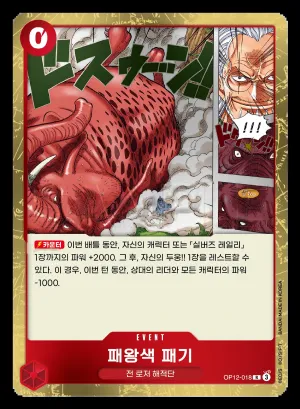 0
ドスゥーン!!
!!!
카운터 이번 배틀 동안, 자신의 캐릭터 또는 「실버즈 레일리」
1장까지의 파워 +2000. 그 후, 자신의 두웅!! 1장을 레스트할 수
있다. 이 경우, 이번 턴 동안, 상대의 리더와 모든 캐릭터의 파워
-1000.
EVENT
패왕색 패기
전 로저 해적단
OP12-018 R 3